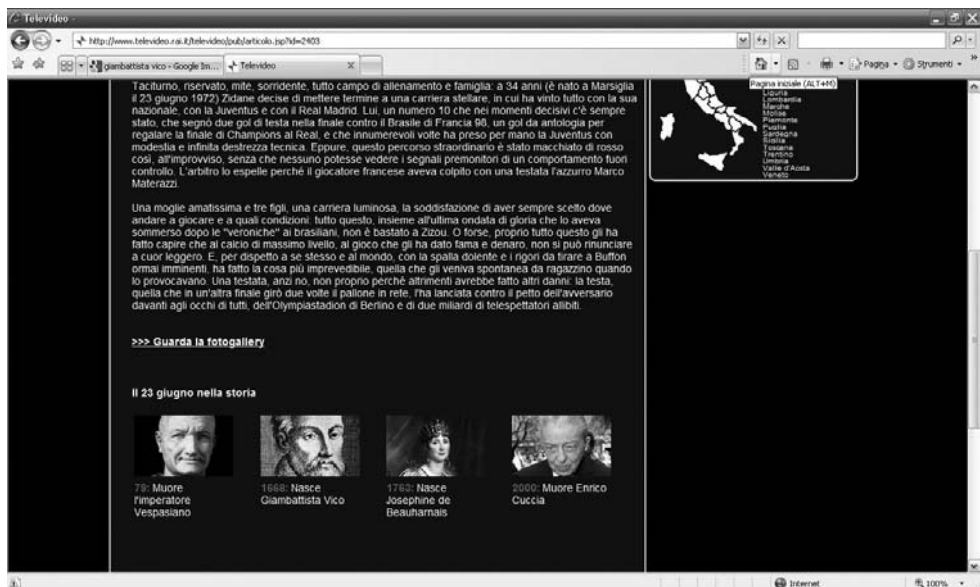 Televideo -
http://www.televideo.rai.it/televideo/pub/articolo.jsp?id=2403
giambattista vico - Google Im...
Televideo
Pagina
Strumenti
Pagina iniziale (ALT+M)
Taciturno, riservato, mite, sorridente, tutto campo di allenamento e famiglia: a 34 anni (è nato a Marsiglia
il 23 giugno 1972) Zidane decise di mettere termine a una carriera stellare, in cui ha vinto tutto con la sua
nazionale, con la Juventus e con il Real Madrid. Lui, un numero 10 che nei momenti decisivi c'è sempre
stato, che segnò due gol di testa nella finale contro il Brasile di Francia 98, un gol da antologia per
regalare la finale di Champions al Real, e che innumerevoli volte ha preso per mano la Juventus con
modestia e infinita destrezza tecnica. Eppure, questo percorso straordinario è stato macchiato di rosso
così, all'improvviso, senza che nessuno potesse vedere i segnali premonitori di un comportamento fuori
controllo. L'arbitro lo espelle perché il giocatore francese aveva colpito con una testata l'azzurro Marco
Materazzi.
Una moglie amatissima e tre figli, una carriera luminosa, la soddisfazione di aver sempre scelto dove
andare a giocare e a quali condizioni: tutto questo, insieme all'ultima ondata di gloria che lo aveva
sommerso dopo le "veroniche" ai brasiliani, non è bastato a Zizou. O forse, proprio tutto questo gli ha
fatto capire che al calcio di massimo livello, al gioco che gli ha dato fama e denaro, non si può rinunciare
a cuor leggero. E, per dispetto a se stesso e al mondo, con la spalla dolente e i rigori da tirare a Buffon
ormai imminenti, ha fatto la cosa più imprevedibile, quella che gli veniva spontanea da ragazzino quando
lo provocavano. Una testata, anzi no, non proprio perchè altrimenti avrebbe fatto altri danni: la testa,
quella che in un'altra finale girò due volte il pallone in rete, l'ha lanciata contro il petto dell'avversario
davanti agli occhi di tutti, dell'Olympiastadion di Berlino e di due miliardi di telespettatori allibiti.
>>> Guarda la fotogallery
Liguria
Lombardia
Marche
Molise
Piemonte
Puglia
Sardegna
Sicilia
Toscana
Trentino
Umbria
Valle d'Aosta
Veneto
Il 23 giugno nella storia
79: Muore
l'imperatore
Vespasiano
1668: Nasce
Giambattista Vico
1763: Nasce
Josephine de
Beauharnais
2000: Muore Enrico
Cuccia
Internet
100%